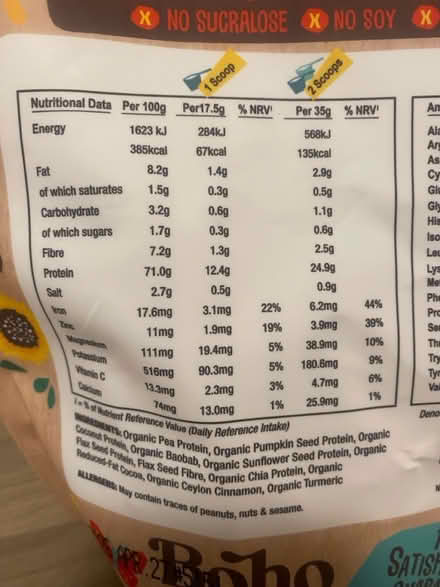 X NO SUCRALOSE X NO SOY X
1 Scoop 2 Scoops
Nutritional Data Per 100g Per17.5g % NRV¹ Per 35g % NRV¹
Energy 1623 kJ 284kJ 568kJ
385kcal 67kcal 135kcal
Fat 8.2g 1.4g 2.9g
of which saturates 1.5g 0.3g 0.5g
Carbohydrate 3.2g 0.6g 1.1g
of which sugars 1.7g 0.3g 0.6g
Fibre 7.2g 1.3g 2.5g
Protein 71.0g 12.4g 24.9g
Salt 2.7g 0.5g 0.9g
Iron 17.6mg 3.1mg 22% 6.2mg 44%
Zinc 11mg 1.9mg 19% 3.9mg 39%
Magnesium 111mg 19.4mg 5% 38.9mg 10%
Potassium 516mg 90.3mg 5% 180.6mg 9%
Vitamin C 13.3mg 2.3mg 3% 4.7mg 6%
Calcium 74mg 13.0mg 1% 25.9mg 1%
1 = % of Nutrient Reference Value (Daily Reference Intake)
INGREDIENTS: Organic Pea Protein, Organic Pumpkin Seed Protein, Organic
Coconut Protein, Organic Baobab, Organic Sunflower Seed Protein, Organic
Flax Seed Protein, Flax Seed Fibre, Organic Chia Protein, Organic
Reduced-Fat Cocoa, Organic Ceylon Cinnamon, Organic Turmeric
ALLERGENS: May contain traces of peanuts, nuts & sesame.
Boho